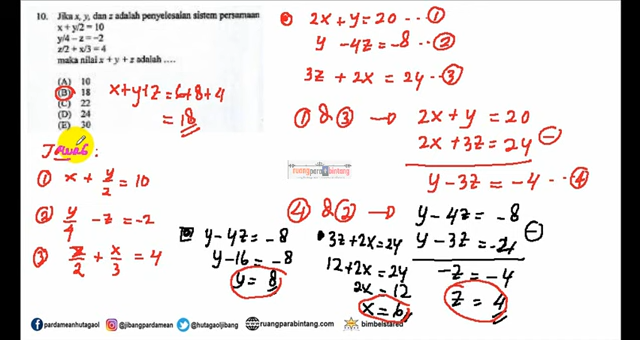 10. Jika x, y, dan z adalah penyelesaian sistem persamaan
x + y/2 = 10
y/4 – z = –2
z/2 + x/3 = 4
maka nilai x + y + z adalah ....
(A) 10
(B) 18
(C) 22
(D) 24
(E) 30
x+y+z = 6+8+4
= 18
Jawab :
① x + y/2 = 10
② y/4 – z = –2
③ z/2 + x/3 = 4
2x + y = 20 ... ①
y – 4z = –8 ... ②
3z + 2x = 24 ... ③
① & ③ → 2x + y = 20
2x + 3z = 24 –
y – 3z = –4 ... ④
ruangparabintang
④ & ② → y – 4z = –8
y – 3z = –4 –
–z = –4
z = 4
y – 4z = –8
y – 16 = –8
y = 8
3z + 2x = 24
12 + 2x = 24
2x = 12
x = 6
pardameanhutagaol @jibangpardamean @hutagaoljibang ruangparabintang.com bimbelstared